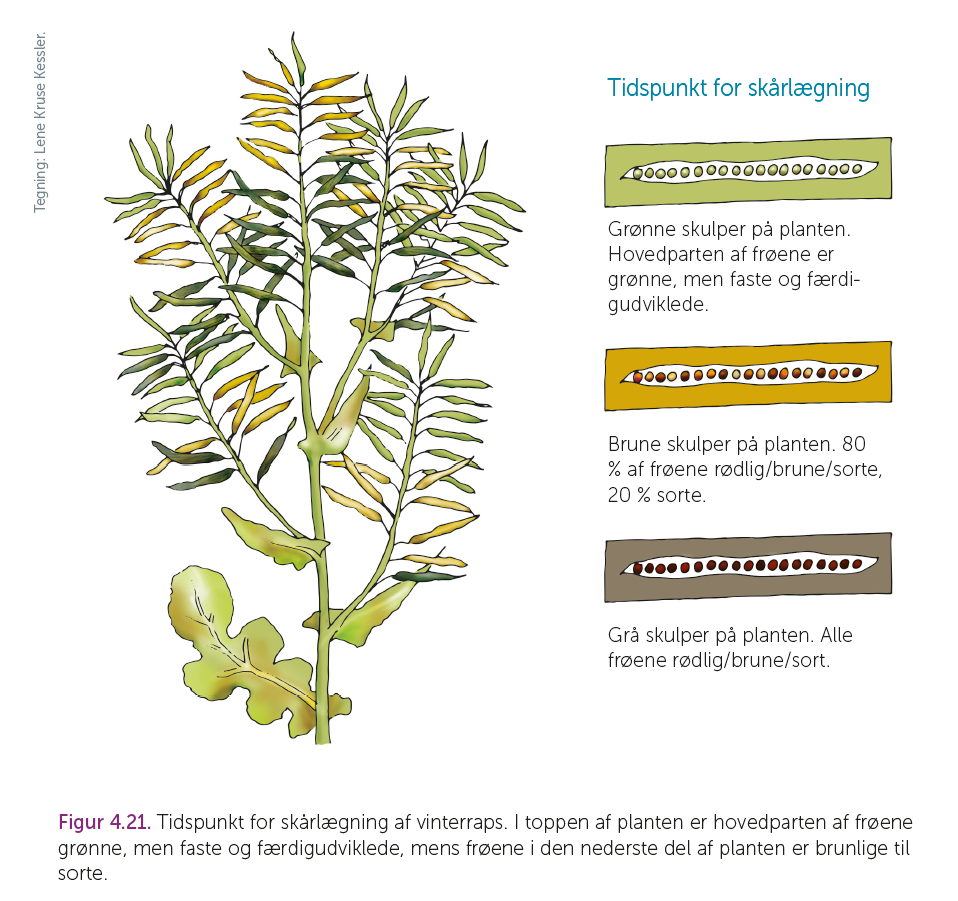 Tegning: Lene Kruse Kessler.
Tidspunkt for skårlægning
Grønne skulper på planten.
Hovedparten af frøene er
grønne, men faste og færdi-
gudviklede.
Brune skulper på planten. 80
% af frøene rødlig/brune/sorte,
20 % sorte.
Grå skulper på planten. Alle
frøene rødlig/brune/sort.
Figur 4.21. Tidspunkt for skårlægning af vinterraps. I toppen af planten er hovedparten af frøene
grønne, men faste og færdigudviklede, mens frøene i den nederste del af planten er brunlige til
sorte.